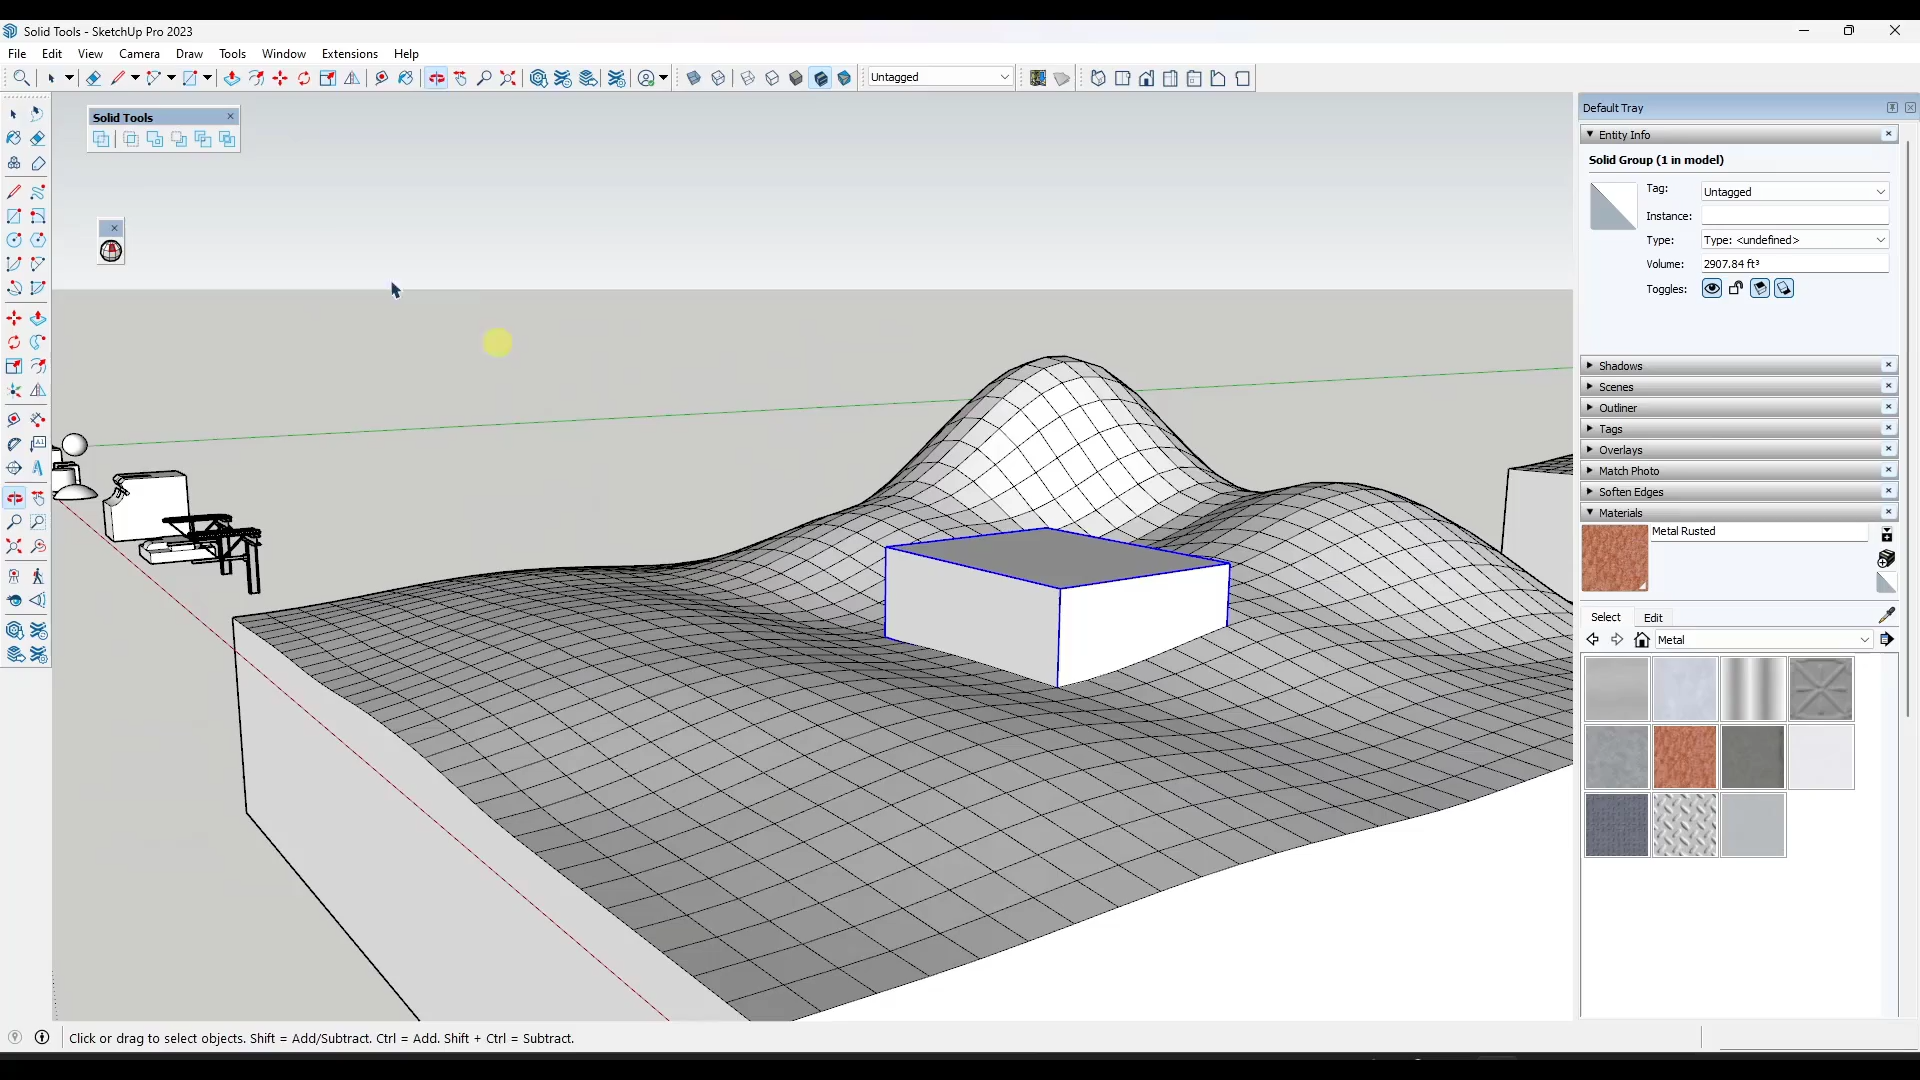 Solid Tools - SketchUp Pro 2023
File Edit View Camera Draw Tools Window Extensions Help
Untagged
Solid Tools
Default Tray
Entity Info
Solid Group (1 in model)
Tag: Untagged
Instance:
Type: Type: <undefined>
Volume: 2907.84 ft³
Toggles:
Shadows
Scenes
Outliner
Tags
Overlays
Match Photo
Soften Edges
Materials
Metal Rusted
Select Edit
Metal
Click or drag to select objects. Shift = Add/Subtract. Ctrl = Add. Shift + Ctrl = Subtract.